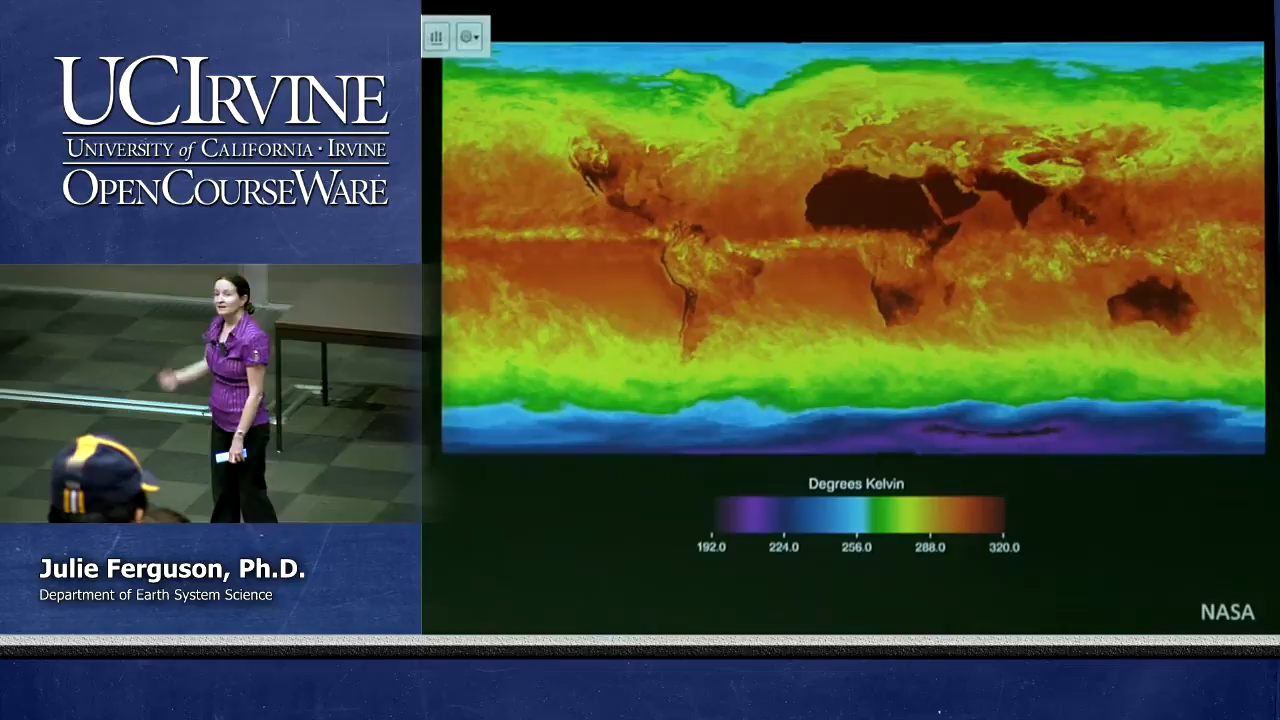 UCIRVINE
UNIVERSITY of CALIFORNIA · IRVINE
OPENCOURSEWARE
Julie Ferguson, Ph.D.
Department of Earth System Science
Degrees Kelvin
192.0 224.0 256.0 288.0 320.0
NASA